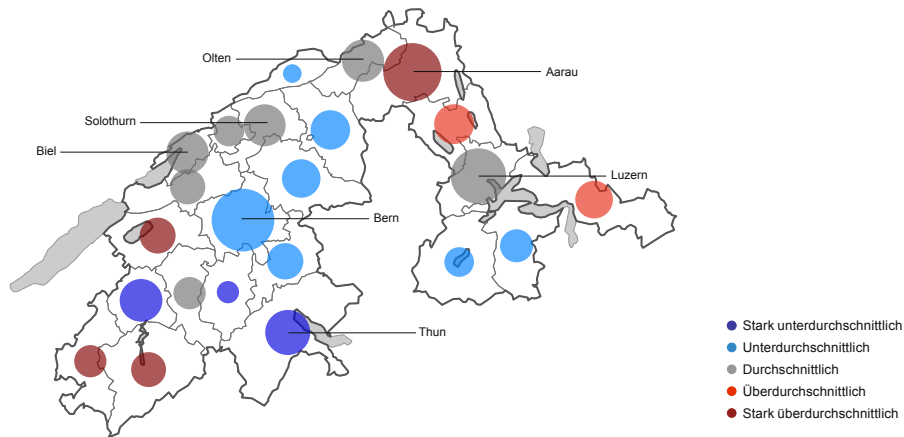 Olten
Aarau
Solothurn
Biel
Luzern
Bern
Thun
Stark unterdurchschnittlich
Unterdurchschnittlich
Durchschnittlich
Überdurchschnittlich
Stark überdurchschnittlich